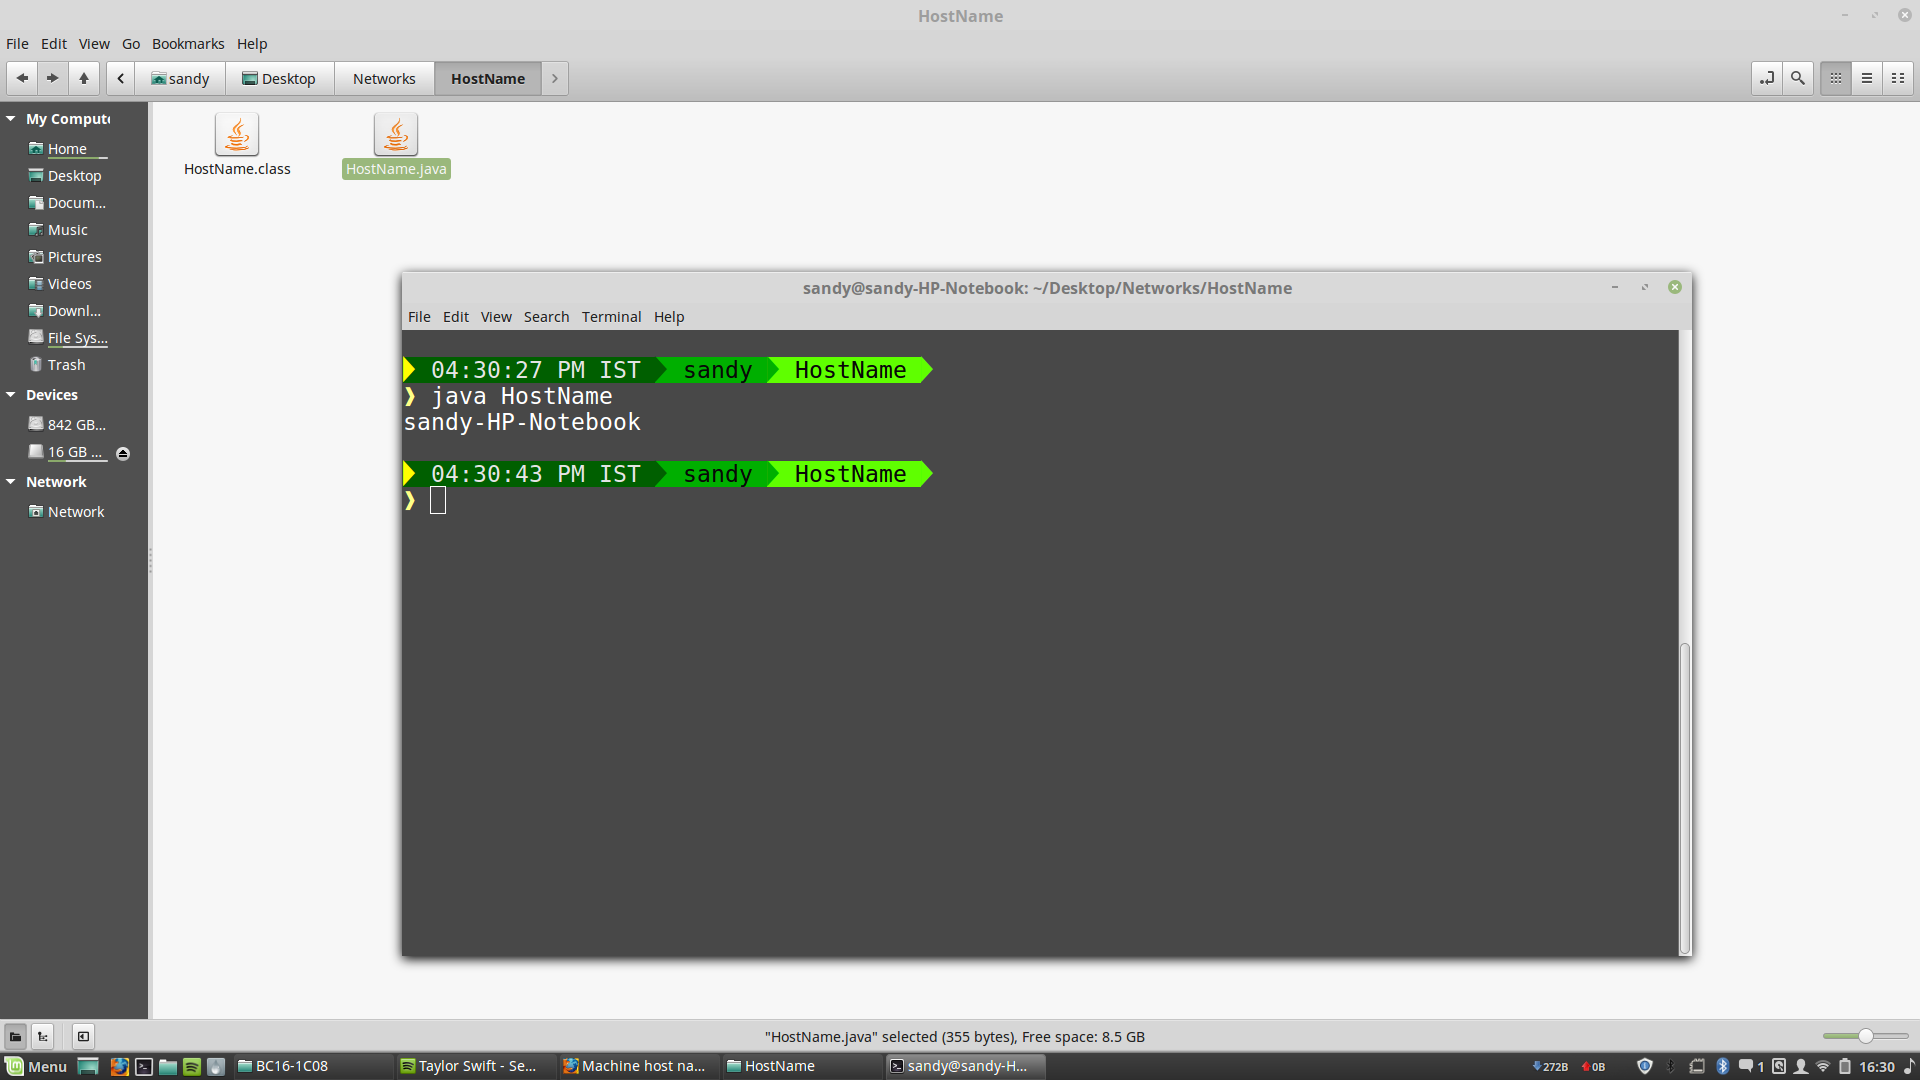 HostName
File Edit View Go Bookmarks Help
sandy Desktop Networks HostName
My Compute
Home
Desktop
Docum...
Music
Pictures
Videos
Downl...
File Sys...
Trash
Devices
842 GB...
16 GB ...
Network
Network
HostName.class
HostName.java
sandy@sandy-HP-Notebook: ~/Desktop/Networks/HostName
File Edit View Search Terminal Help
04:30:27 PM IST sandy HostName
❯ java HostName
sandy-HP-Notebook
04:30:43 PM IST sandy HostName
❯
"HostName.java" selected (355 bytes), Free space: 8.5 GB
Menu BC16-1C08 Taylor Swift - Se... Machine host na... HostName sandy@sandy-H... 272B 0B 1 16:30